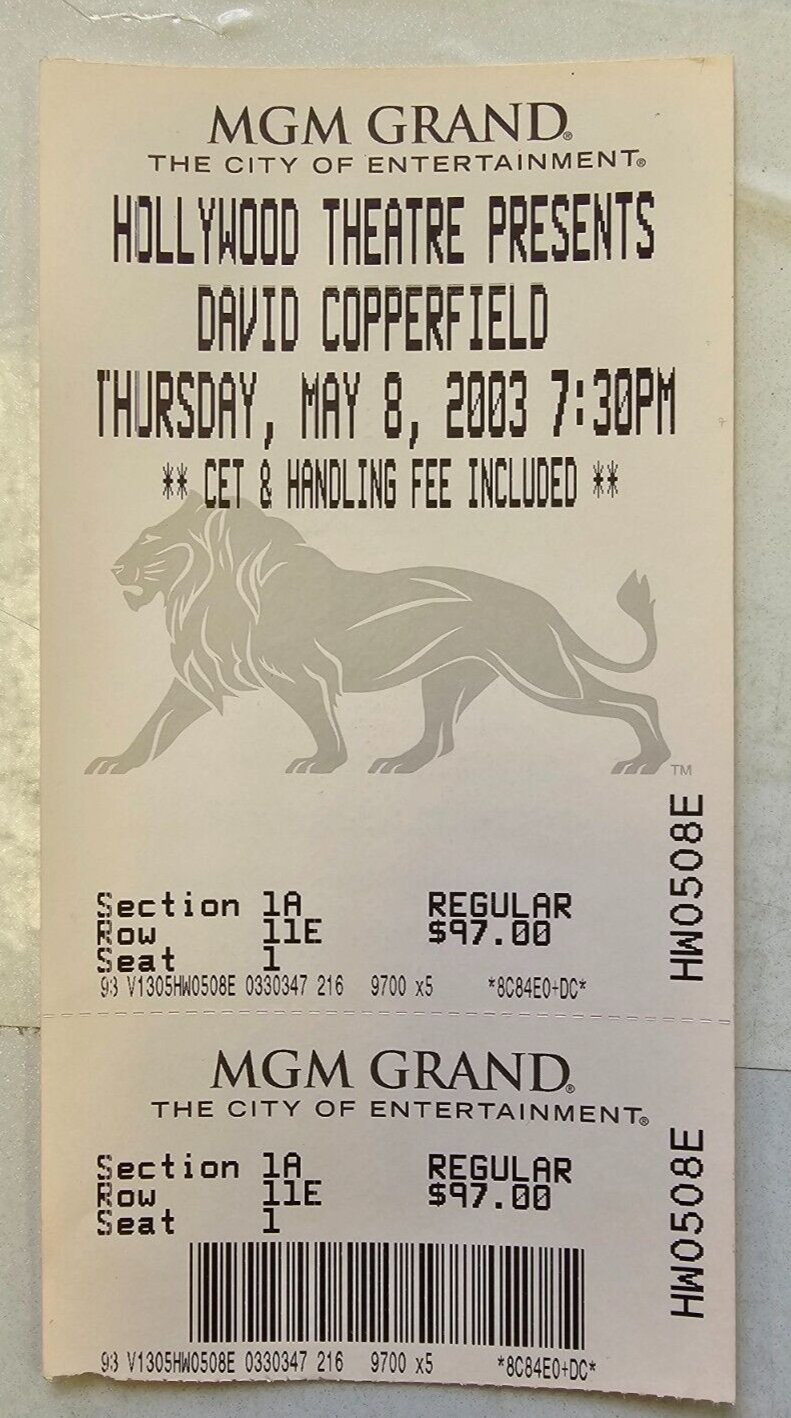 MGM GRAND®
THE CITY OF ENTERTAINMENT®
HOLLYWOOD THEATRE PRESENTS
DAVID COPPERFIELD
THURSDAY, MAY 8, 2003 7:30PM
** CET & HANDLING FEE INCLUDED **
TM
HW0508E
Section 1A REGULAR
Row 11E $97.00
Seat 1
93 V1305HW0508E 0330347 216 9700 x5 *8C84E0+DC*
MGM GRAND®
THE CITY OF ENTERTAINMENT®
HW0508E
Section 1A REGULAR
Row 11E $97.00
Seat 1
93 V1305HW0508E 0330347 216 9700 x5 *8C84E0+DC*